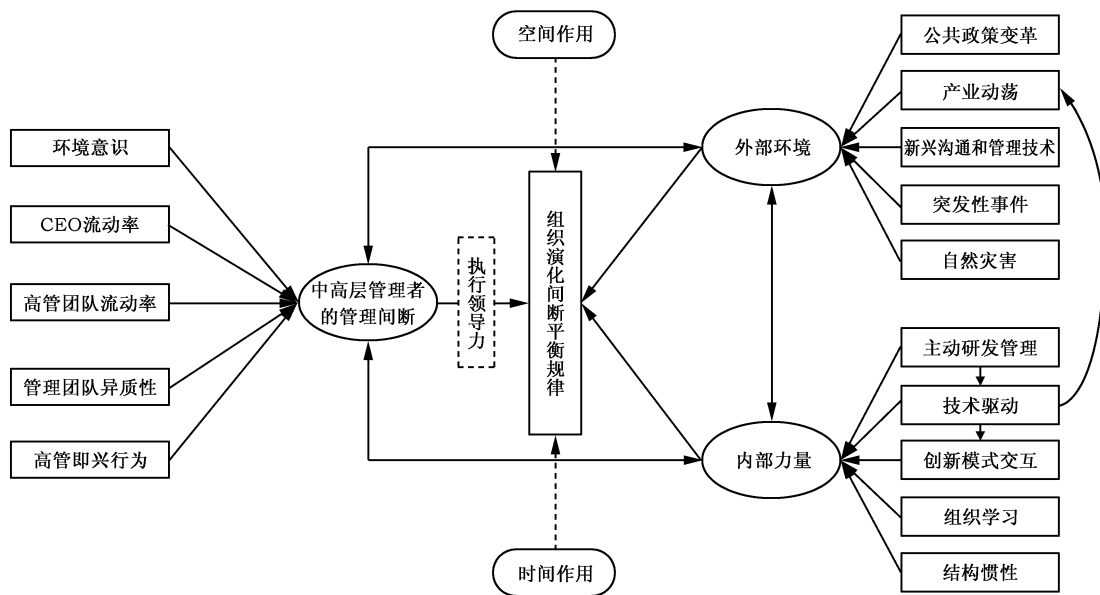 空间作用
公共政策变革
产业动荡
新兴沟通和管理技术
突发性事件
自然灾害
外部环境
环境意识
CEO流动率
高管团队流动率
管理团队异质性
高管即兴行为
中高层管理者
的管理间断
执行领导力
组织演化间断平衡规律
主动研发管理
技术驱动
创新模式交互
组织学习
结构惯性
内部力量
时间作用